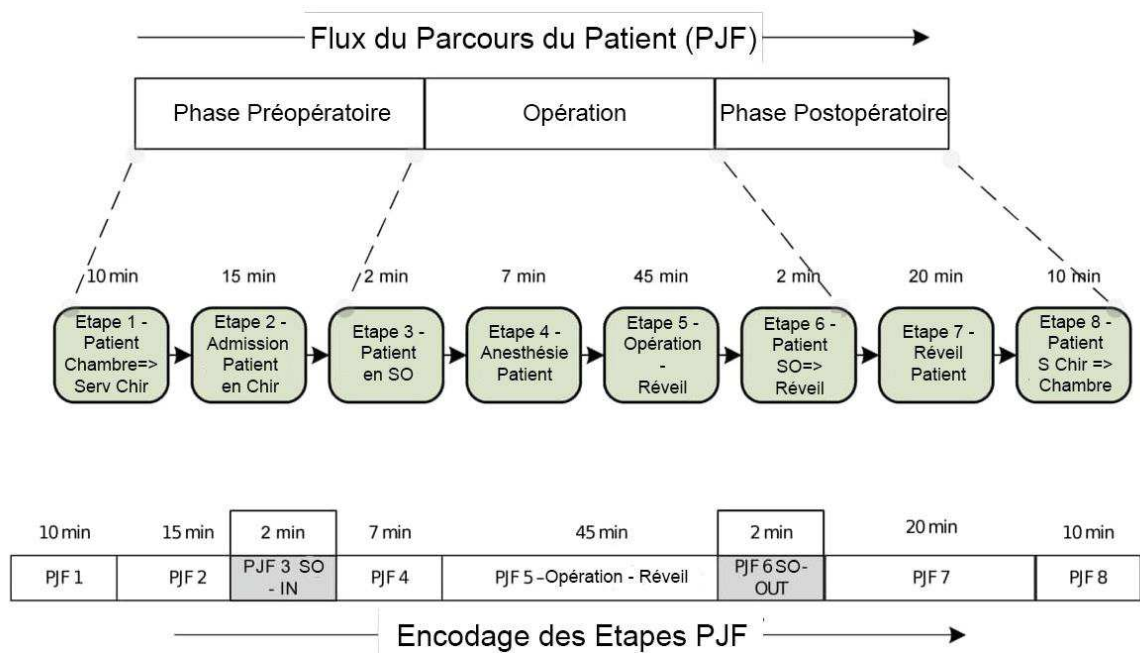 Flux du Parcours du Patient (PJF)
Phase Préopératoire
Opération
Phase Postopératoire
10 min
15 min
2 min
7 min
45 min
2 min
20 min
10 min
Etape 1 -
Patient
Chambre=>
Serv Chir
Etape 2 -
Admission
Patient
en Chir
Etape 3 -
Patient
en SO
Etape 4 -
Anesthésie
Patient
Etape 5 -
Opération
-
Réveil
Etape 6 -
Patient
SO=>
Réveil
Etape 7 -
Réveil
Patient
Etape 8 -
Patient
S Chir =>
Chambre
10 min
15 min
2 min
7 min
45 min
2 min
20 min
10 min
PJF 1
PJF 2
PJF 3 SO
- IN
PJF 4
PJF 5 –Opération - Réveil
PJF 6 SO-
OUT
PJF 7
PJF 8
Encodage des Etapes PJF